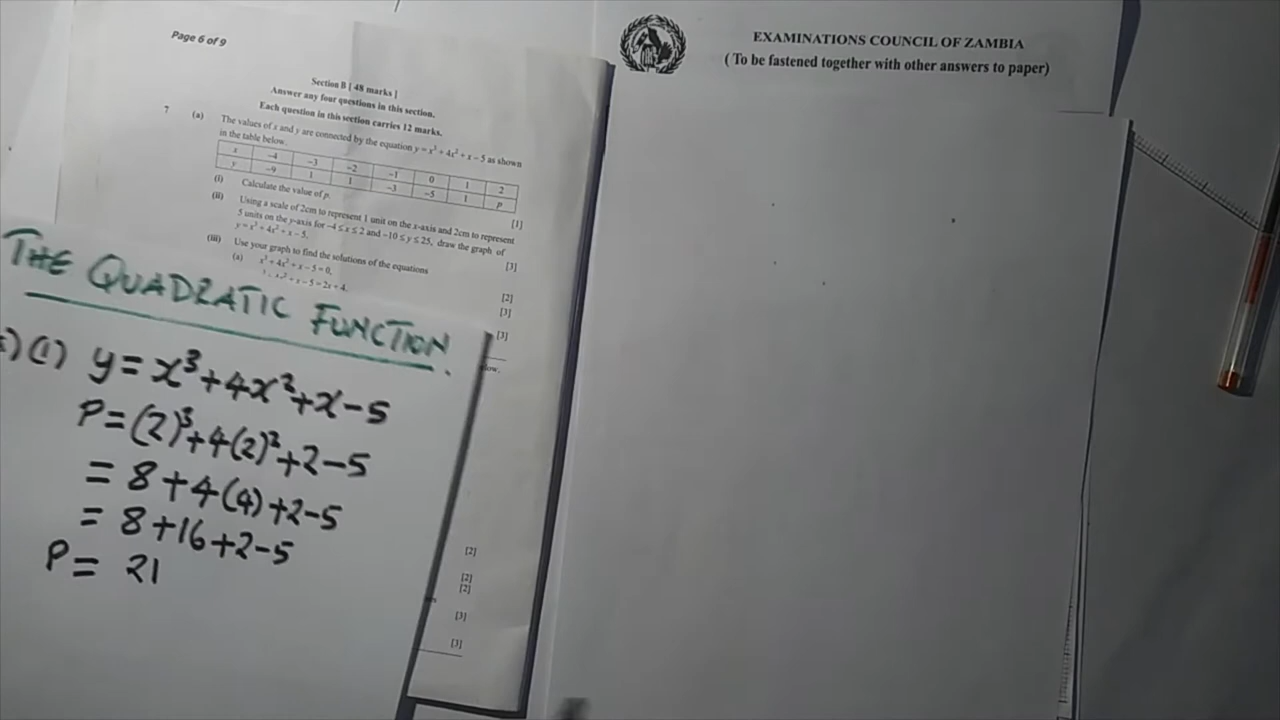 Page 6 of 9
EXAMINATIONS COUNCIL OF ZAMBIA
( To be fastened together with other answers to paper)
Section B [ 48 marks ]
Answer any four questions in this section.
Each question in this section carries 12 marks.
7 (a) The values of x and y are connected by the equation y = x³ + 4x² + x − 5 as shown
in the table below.
x −4 −3 −2 −1 0 1 2
y −9 1 1 −3 −5 1 p
(i) Calculate the value of p. [1]
(ii) Using a scale of 2cm to represent 1 unit on the x-axis and 2cm to represent
5 units on the y-axis for −4 ≤ x ≤ 2 and −10 ≤ y ≤ 25, draw the graph of
y = x³ + 4x² + x − 5. [3]
(iii) Use your graph to find the solutions of the equations
(a) x³ + 4x² + x − 5 = 0, [2]
+ x − 5 = 2x + 4. [3]
[3]
low.
[2]
[2]
[2]
[3]
[3]
THE QUADRATIC FUNCTION.
(i) y = x³ + 4x² + x − 5
P = (2)³ + 4(2)² + 2 − 5
= 8 + 4(4) + 2 − 5
= 8 + 16 + 2 − 5
P = 21